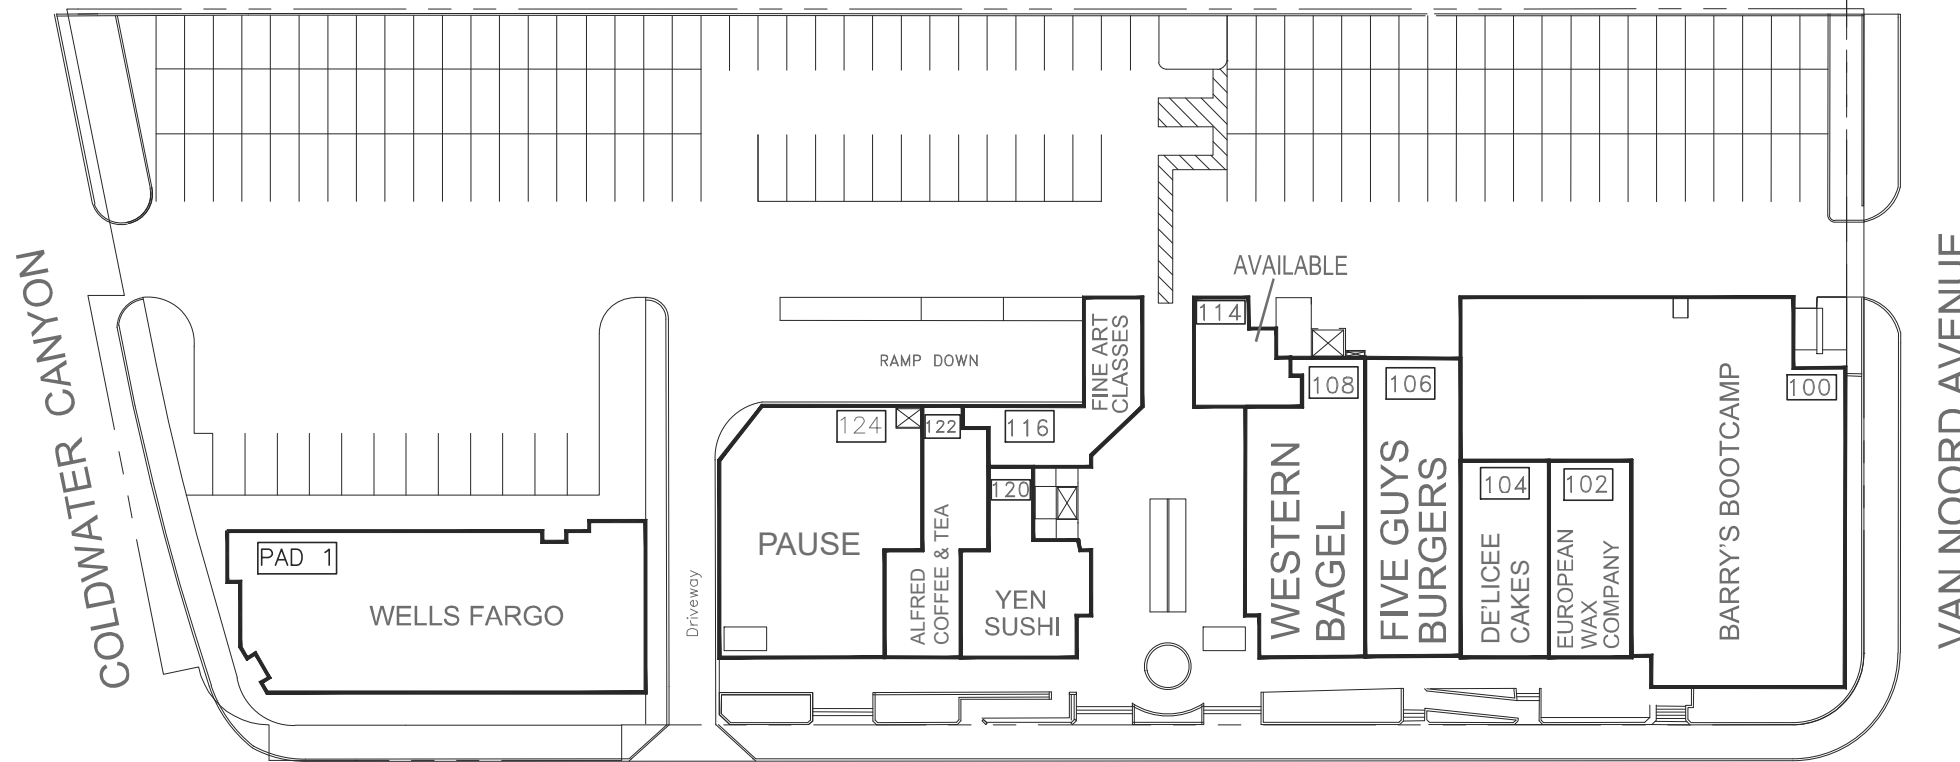 COLDWATER CANYON
PAD 1
WELLS FARGO
Driveway
RAMP DOWN
124
PAUSE
122
ALFRED
COFFEE & TEA
116
FINE ART
CLASSES
120
YEN
SUSHI
AVAILABLE
114
108
WESTERN
BAGEL
106
FIVE GUYS
BURGERS
104
DE'LICEE
CAKES
102
EUROPEAN
WAX
COMPANY
100
BARRY'S BOOTCAMP
VAN NOORD AVENUE